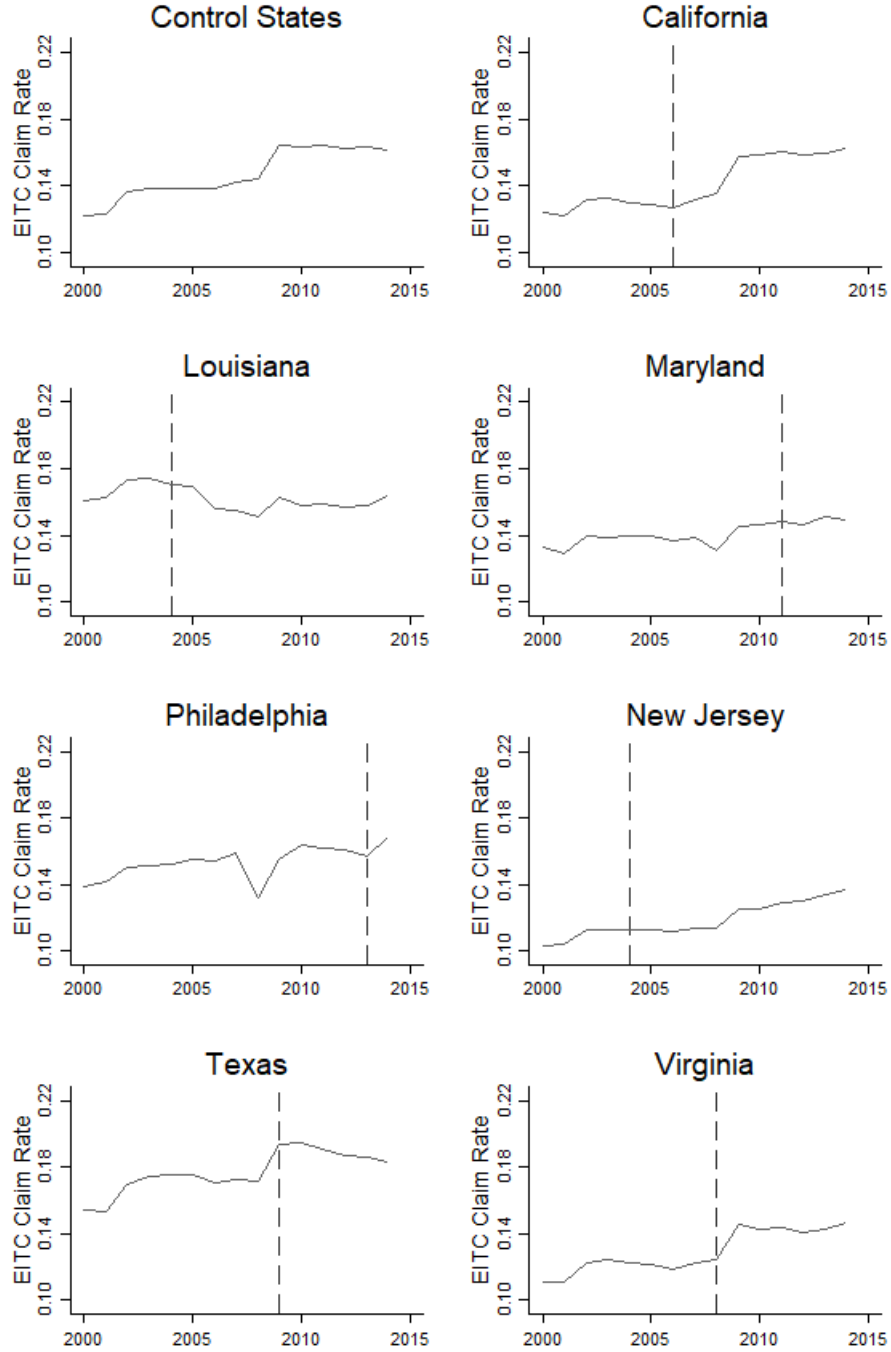 Control States
EITC Claim Rate
0.22
0.18
0.14
0.10
2000 2005 2010 2015
California
EITC Claim Rate
0.22
0.18
0.14
0.10
2000 2005 2010 2015
Louisiana
EITC Claim Rate
0.22
0.18
0.14
0.10
2000 2005 2010 2015
Maryland
EITC Claim Rate
0.22
0.18
0.14
0.10
2000 2005 2010 2015
Philadelphia
EITC Claim Rate
0.22
0.18
0.14
0.10
2000 2005 2010 2015
New Jersey
EITC Claim Rate
0.22
0.18
0.14
0.10
2000 2005 2010 2015
Texas
EITC Claim Rate
0.22
0.18
0.14
0.10
2000 2005 2010 2015
Virginia
EITC Claim Rate
0.22
0.18
0.14
0.10
2000 2005 2010 2015